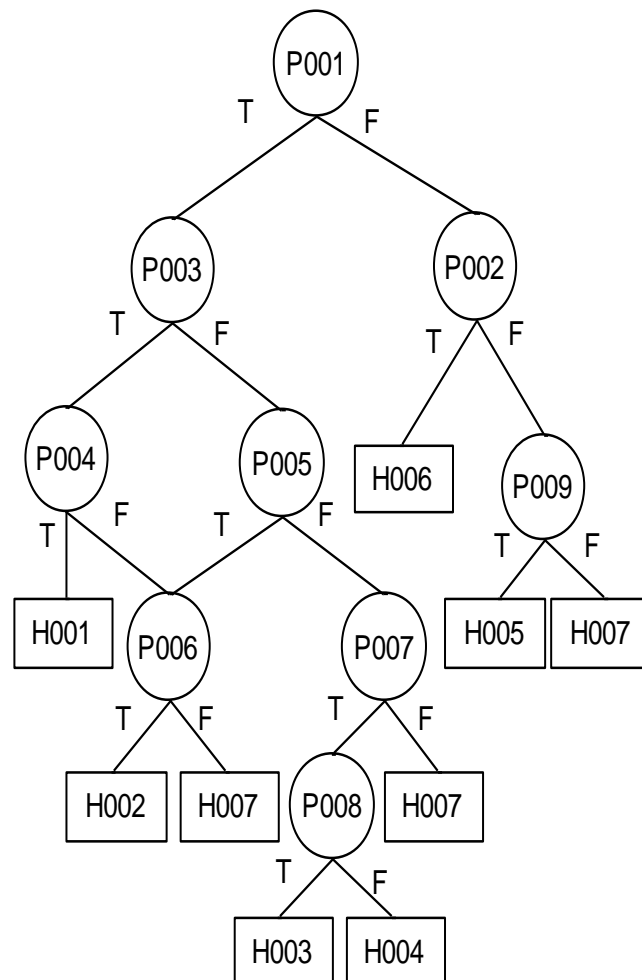 P001
T F
P003 P002
T F T F
P004 P005 H006 P009
T F T F T F
H001 P006 P007 H005 H007
T F T F
H002 H007 P008 H007
T F
H003 H004